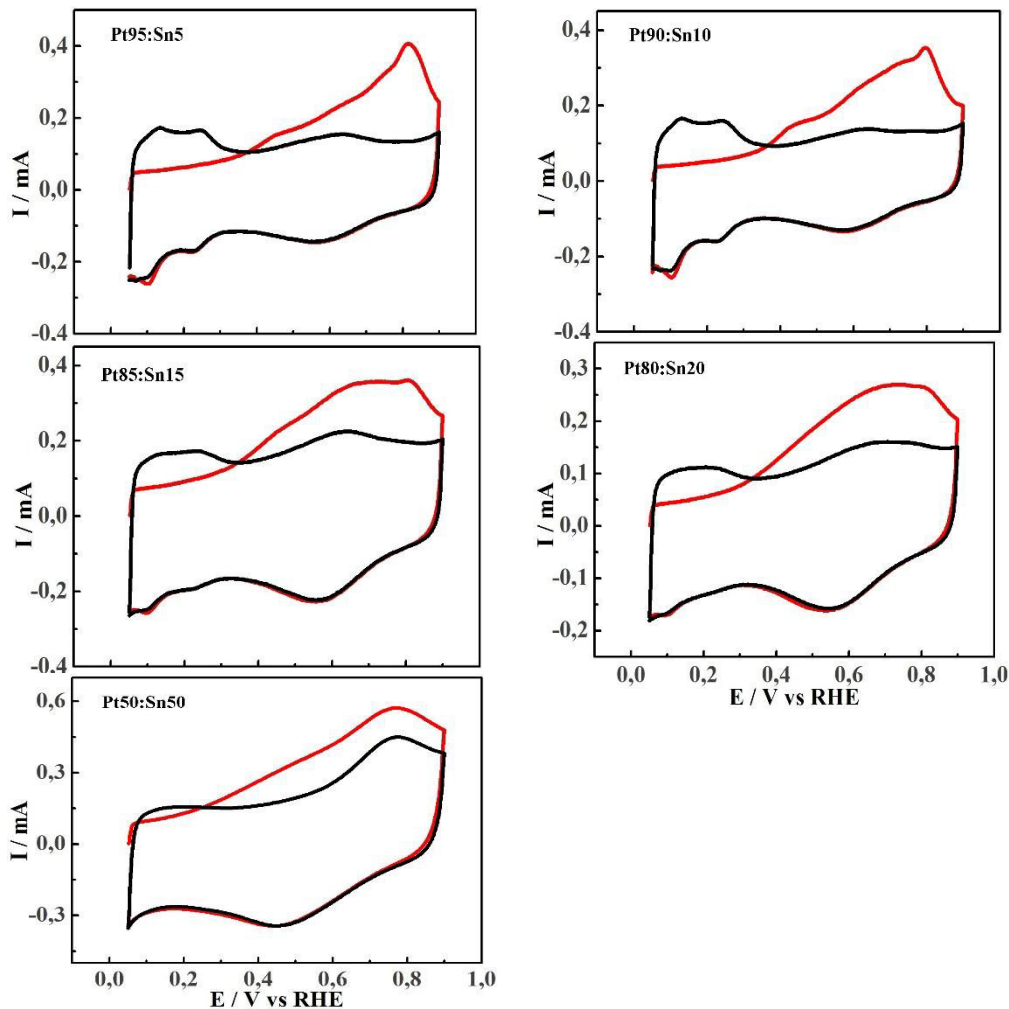 Pt95:Sn5
0,4
0,2
0,0
-0,2
-0.4
I / mA
Pt90:Sn10
0,4
0,2
0,0
-0,2
-0.4
I / mA
Pt85:Sn15
0,4
0,2
0,0
-0,2
-0.4
I / mA
Pt80:Sn20
0,3
0,2
0,1
0,0
-0,1
-0,2
I / mA
0,0 0,2 0,4 0,6 0,8 1,0
E / V vs RHE
Pt50:Sn50
0,6
0,3
0,0
-0,3
I / mA
0,0 0,2 0,4 0,6 0,8 1,0
E / V vs RHE